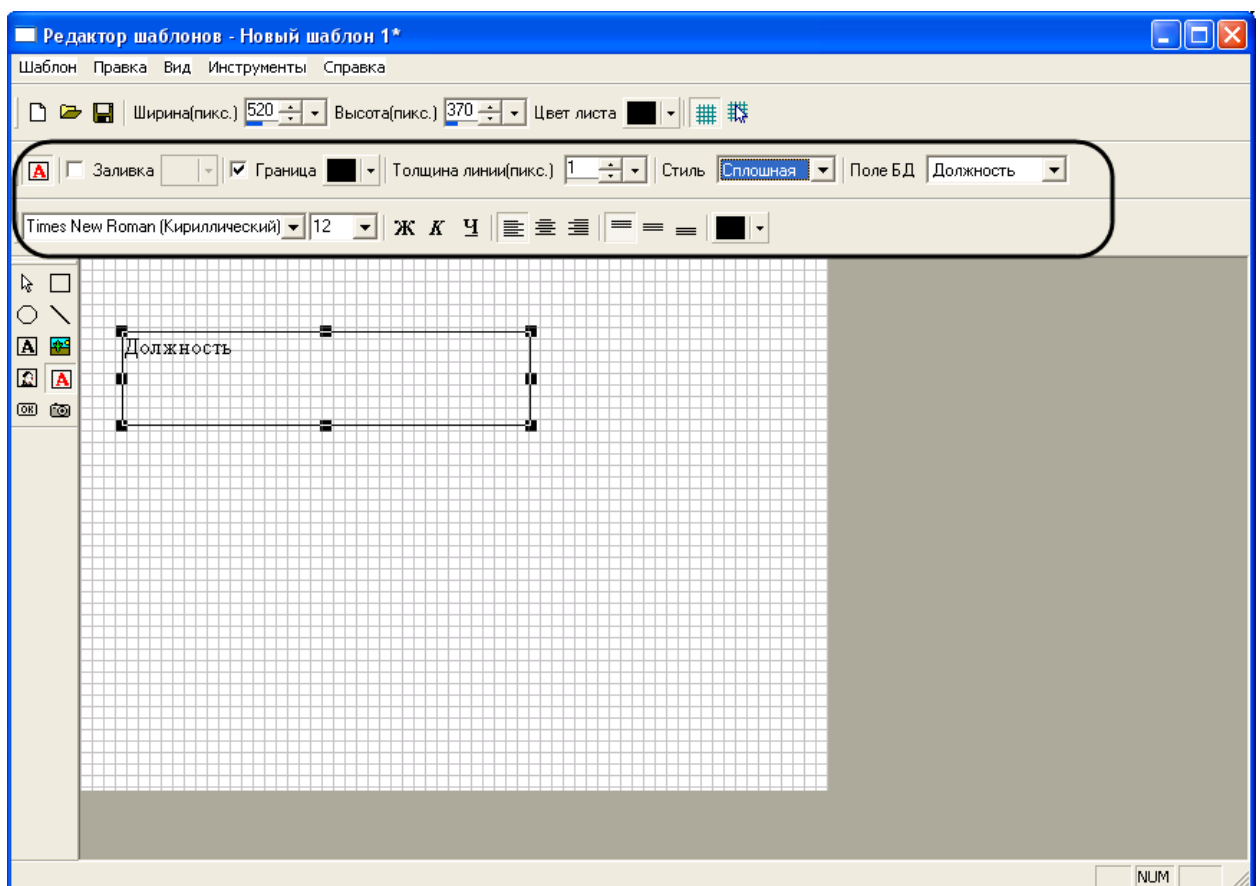 Редактор шаблонов - Новый шаблон 1*
Шаблон Правка Вид Инструменты Справка
Ширина(пикс.) 520 Высота(пикс.) 370 Цвет листа
A Заливка Граница Толщина линии(пикс.) 1 Стиль Сплошная Поле БД Должность
Times New Roman (Кириллический) 12 Ж К Ч
Должность
A
A
OK
NUM